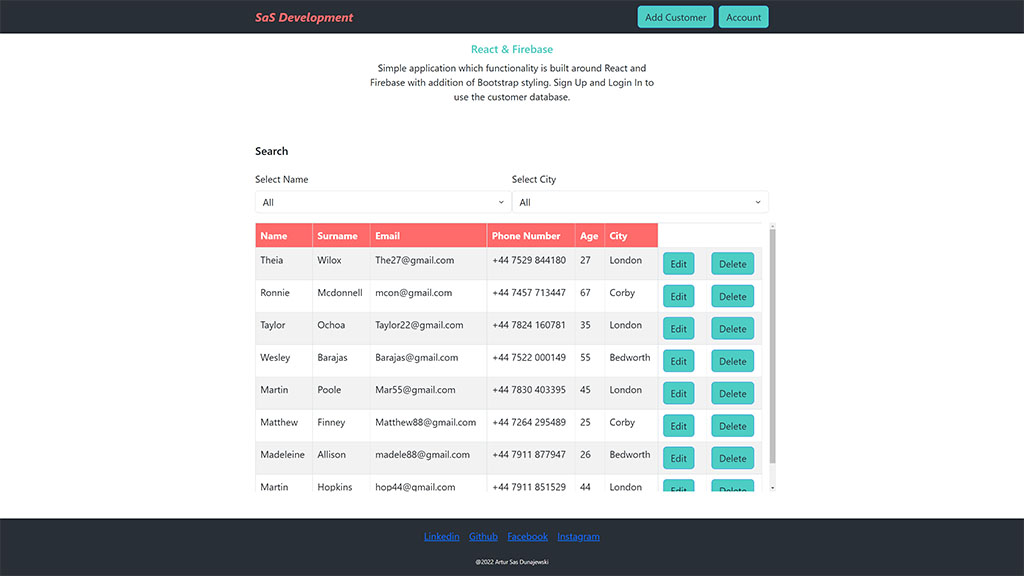 SaS Development Add Customer Account
React & Firebase
Simple application which functionality is built around React and
Firebase with addition of Bootstrap styling. Sign Up and Login In to
use the customer database.
Search
Select Name Select City
All All
Name Surname Email Phone Number Age City
Theia Wilox The27@gmail.com +44 7529 844180 27 London Edit Delete
Ronnie Mcdonnell mcon@gmail.com +44 7457 713447 67 Corby Edit Delete
Taylor Ochoa Taylor22@gmail.com +44 7824 160781 35 London Edit Delete
Wesley Barajas Barajas@gmail.com +44 7522 000149 55 Bedworth Edit Delete
Martin Poole Mar55@gmail.com +44 7830 403395 45 London Edit Delete
Matthew Finney Matthew88@gmail.com +44 7264 295489 25 Corby Edit Delete
Madeleine Allison madele88@gmail.com +44 7911 877947 26 Bedworth Edit Delete
Martin Hopkins hop44@gmail.com +44 7911 851529 44 London Edit Delete
Linkedin Github Facebook Instagram
@2022 Artur Sas Dunajewski